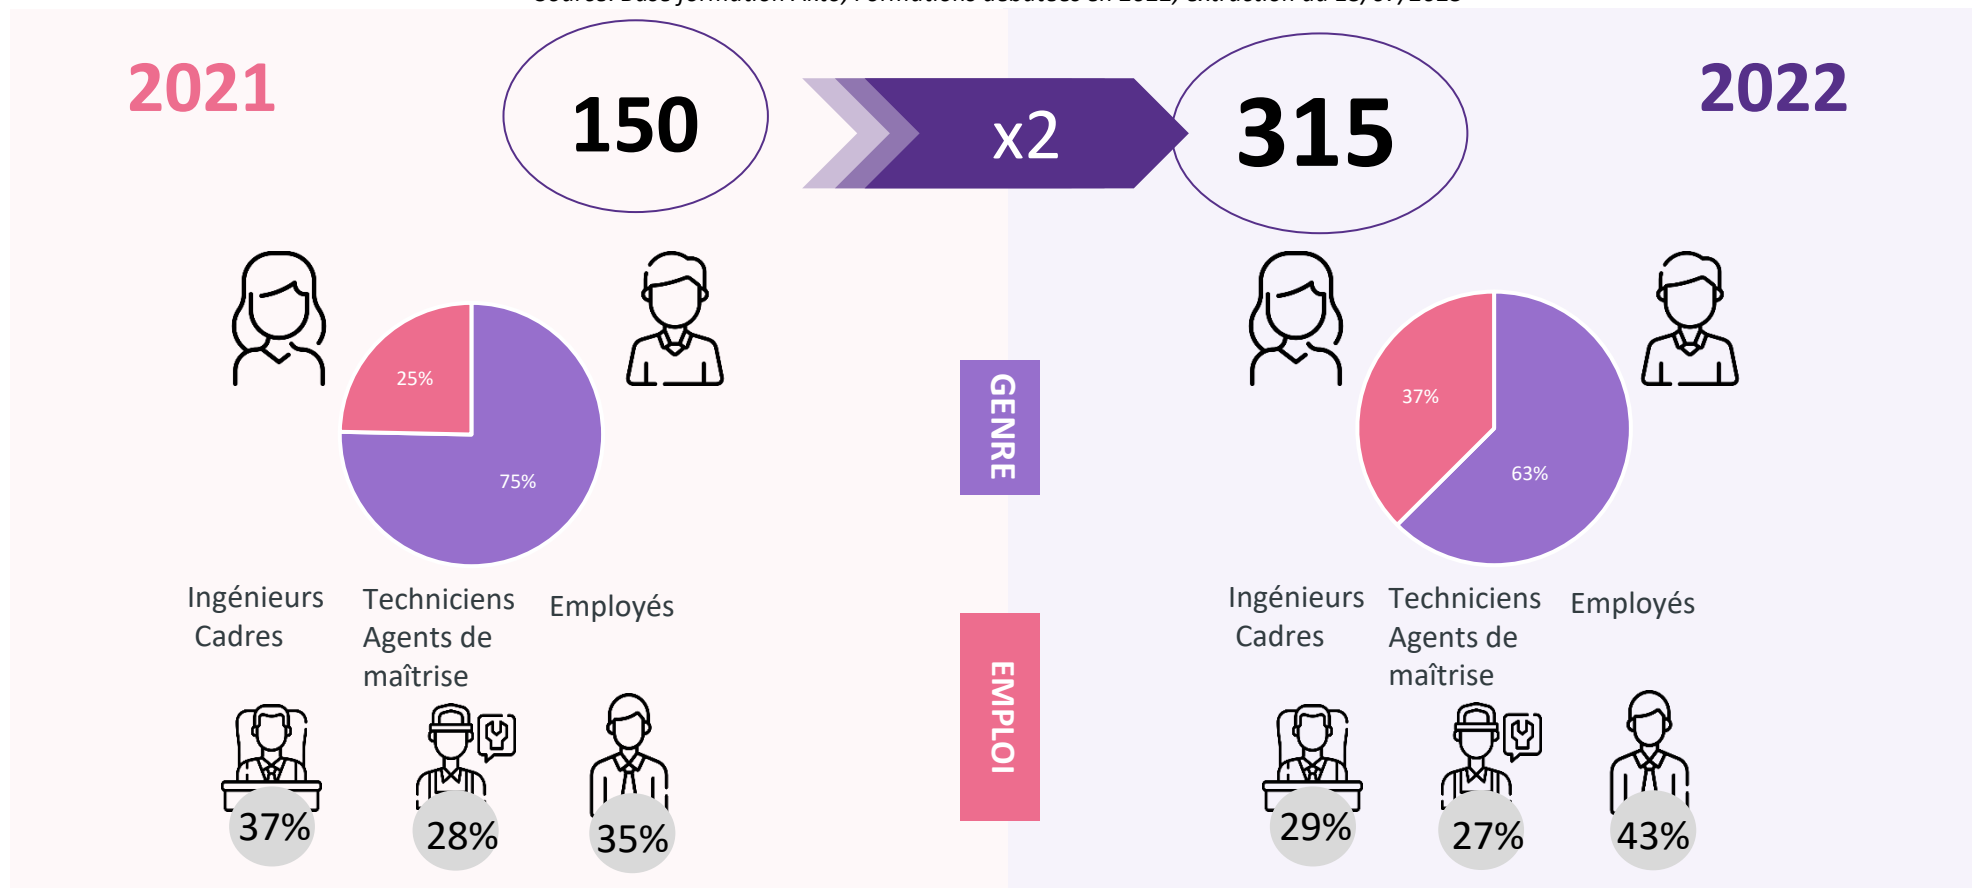 2021
150
x2
315
2022
25%
75%
GENRE
37%
63%
Ingénieurs
Cadres
Techniciens
Agents de
maîtrise
Employés
Ingénieurs
Cadres
Techniciens
Agents de
maîtrise
Employés
EMPLOI
37%
28%
35%
29%
27%
43%